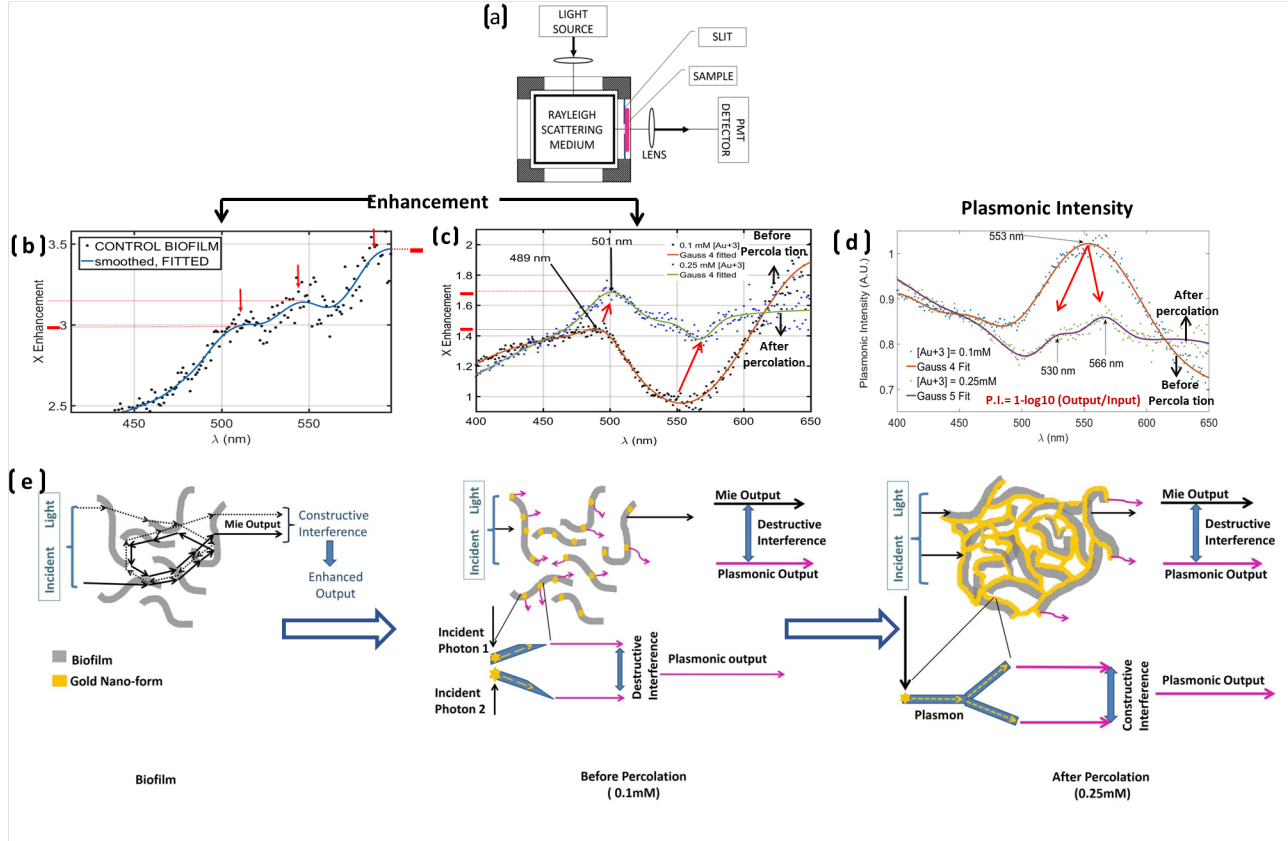 (a)
LIGHT
SOURCE
SLIT
SAMPLE
RAYLEIGH
SCATTERING
MEDIUM
LENS
PMT
DETECTOR
Enhancement
Plasmonic Intensity
(b)
3.5
3
2.5
CONTROL BIOFILM
smoothed, FITTED
X Enhancement
450
500
550
λ (nm)
(c)
2
1.8
1.6
1.4
1.2
1
X Enhancement
501 nm
489 nm
0.1 mM [Au+3]
Gauss 4 fitted
0.25 mM [Au+3]
Gauss 4 fitted
Before
Percola tion
After
percolation
400
450
500
550
600
650
λ (nm)
(d)
1
0.9
0.8
0.7
Plasmonic Intensity (A.U.)
553 nm
530 nm
566 nm
After
percolation
Before
Percola tion
[Au+3 ]= 0.1mM
Gauss 4 Fit
[Au+3] = 0.25mM
Gauss 5 Fit
P.I.= 1-log10 (Output/Input)
400
450
500
550
600
650
λ (nm)
(e)
Incident Light
Mie Output
Constructive
Interference
Enhanced
Output
Biofilm
Gold Nano-form
Biofilm
Incident Light
Mie Output
Destructive
Interference
Plasmonic Output
Incident
Photon 1
Incident
Photon 2
Destructive
Interference
Plasmonic output
Before Percolation
( 0.1mM)
Incident Light
Mie Output
Destructive
Interference
Plasmonic Output
Plasmon
Constructive
Interference
Plasmonic Output
After Percolation
(0.25mM)